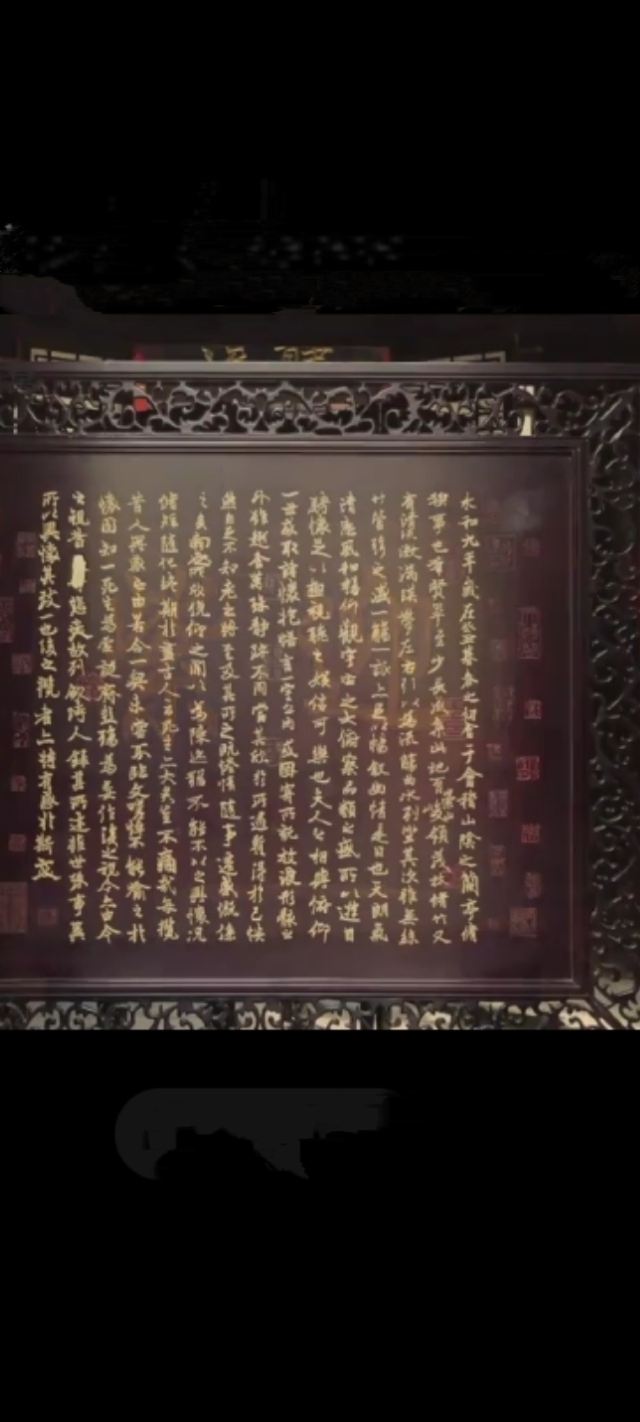 永和九年歲在癸丑暮春之初會于會稽山陰之蘭亭脩
稧事也羣賢畢至少長咸集此地有崇山峻領茂林脩竹又
有清流激湍暎帶左右引以為流觴曲水列坐其次雖無絲
竹管弦之盛一觴一詠亦足以暢叙幽情是日也天朗氣
清惠風和暢仰觀宇宙之大俯察品類之盛所以遊目
騁懷足以極視聽之娛信可樂也夫人之相與俯仰
一世或取諸懷抱悟言一室之內或因寄所託放浪形骸之
外雖趣舍萬殊靜躁不同當其欣於所遇蹔得於己怏
然自足不知老之將至及其所之既惓情隨事遷感慨係
之矣向之所欣俛仰之閒以為陳迹猶不能不以之興懷況
脩短隨化終期於盡古人云死生亦大矣豈不痛哉每攬
昔人興感之由若合一契未嘗不臨文嗟悼不能喻之於
懷固知一死生為虛誕齊彭殤為妄作後之視今亦由今
之視昔悲夫故列叙時人錄其所述雖世殊事異
所以興懷其致一也後之攬者亦將有感於斯文